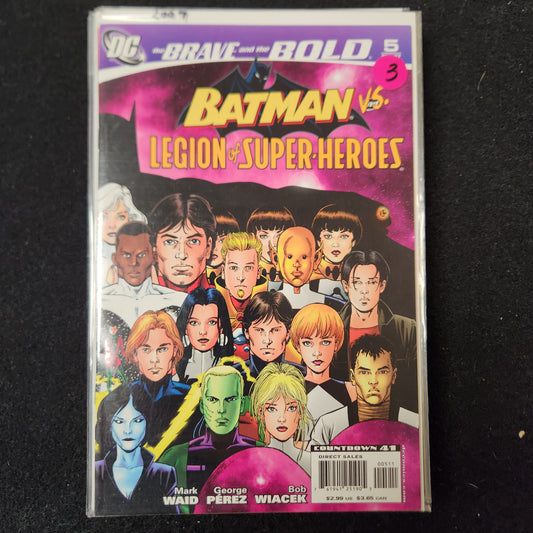 DC
the BRAVE and the BOLD
5
3
BATMAN VS.
LEGION of SUPER-HEROES
COUNTDOWN 41
DIRECT SALES
00511
$2.99 US $3.65 CAN
Mark WAID
George PÉREZ
Bob WIACEK